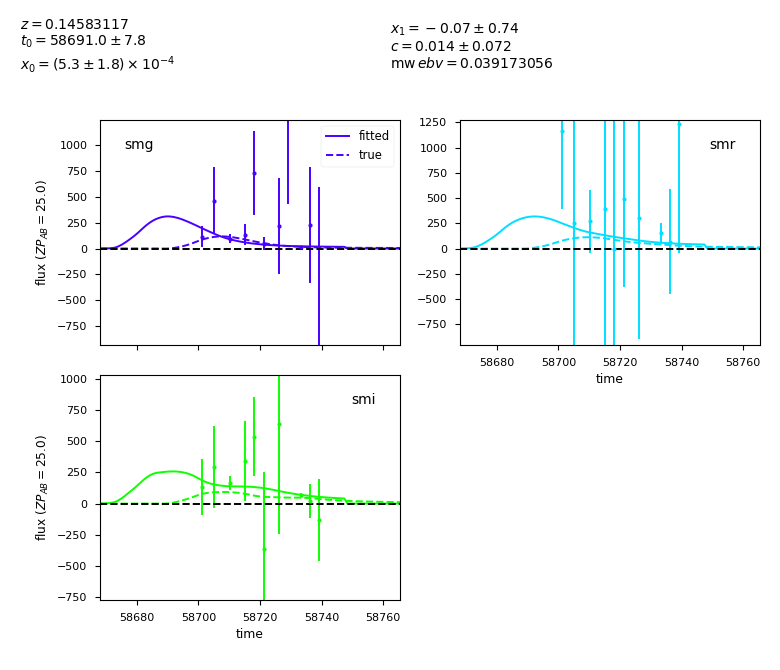 z = 0.14583117
t₀ = 58691.0 ± 7.8
x₀ = (5.3 ± 1.8) × 10⁻⁴
x₁ = −0.07 ± 0.74
c = 0.014 ± 0.072
mw ebv = 0.039173056
smg
fitted
true
1000
750
500
250
0
−250
−500
−750
flux (ZP_AB = 25.0)
smr
1250
1000
750
500
250
0
−250
−500
−750
58680 58700 58720 58740 58760
time
smi
1000
750
500
250
0
−250
−500
−750
flux (ZP_AB = 25.0)
58680 58700 58720 58740 58760
time